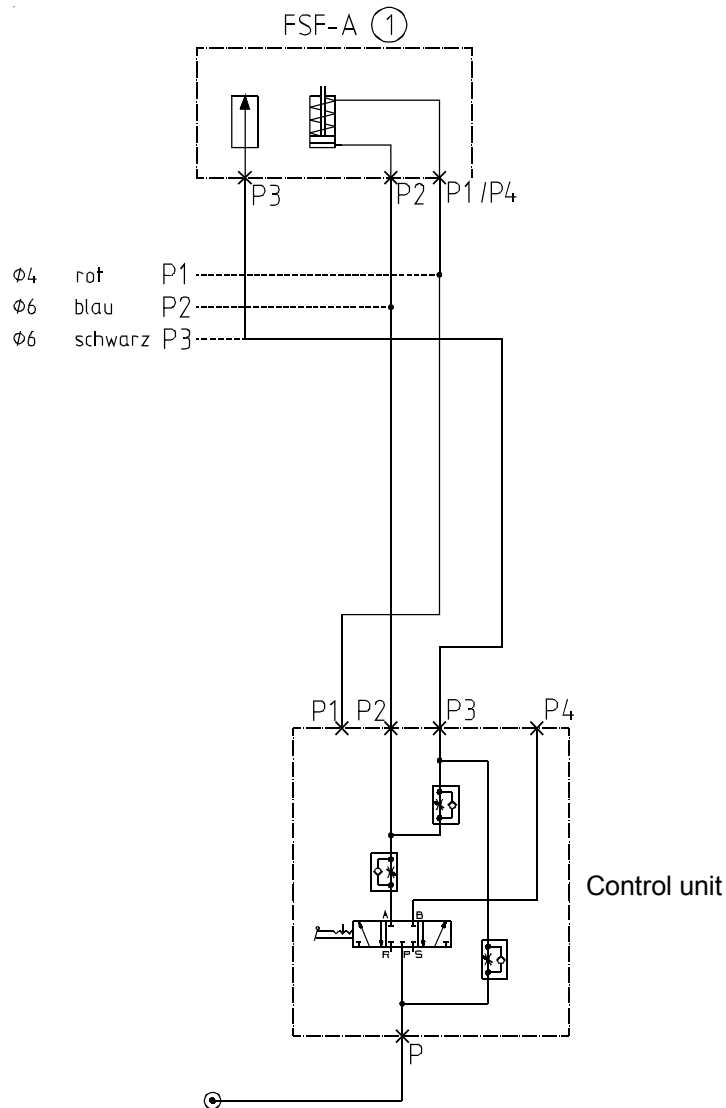 FSF-A 1
P3 P2 P1/P4
Φ4 rot P1
Φ6 blau P2
Φ6 schwarz P3
P1 P2 P3 P4
Control unit
A B
R P S
P